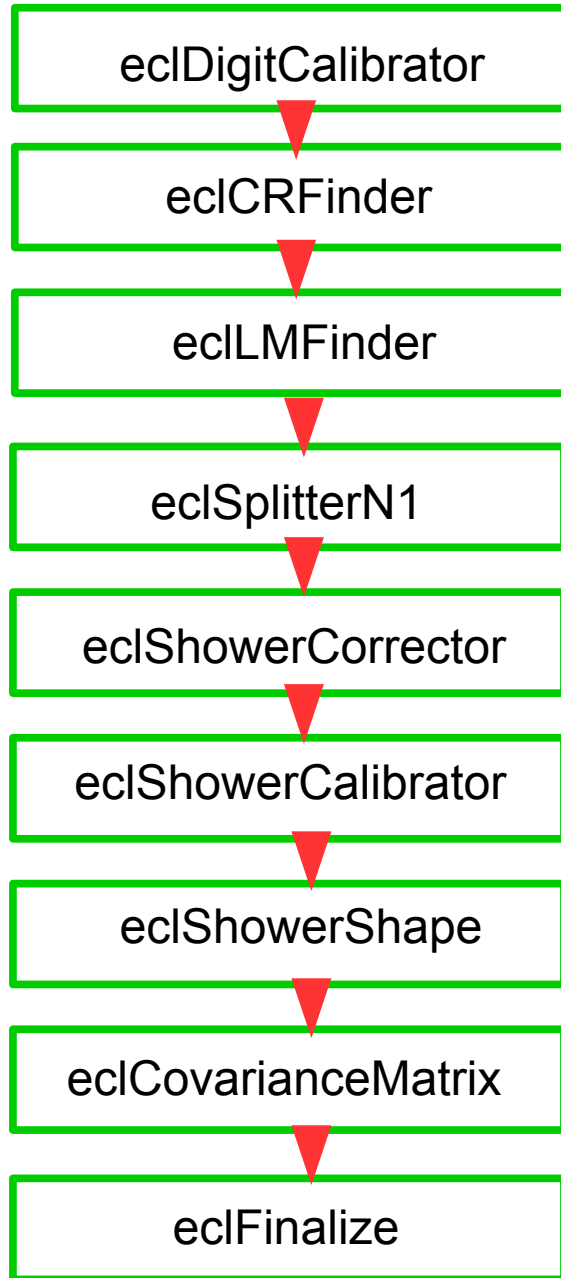 eclDigitCalibrator
eclCRFinder
eclLMFinder
eclSplitterN1
eclShowerCorrector
eclShowerCalibrator
eclShowerShape
eclCovarianceMatrix
eclFinalize